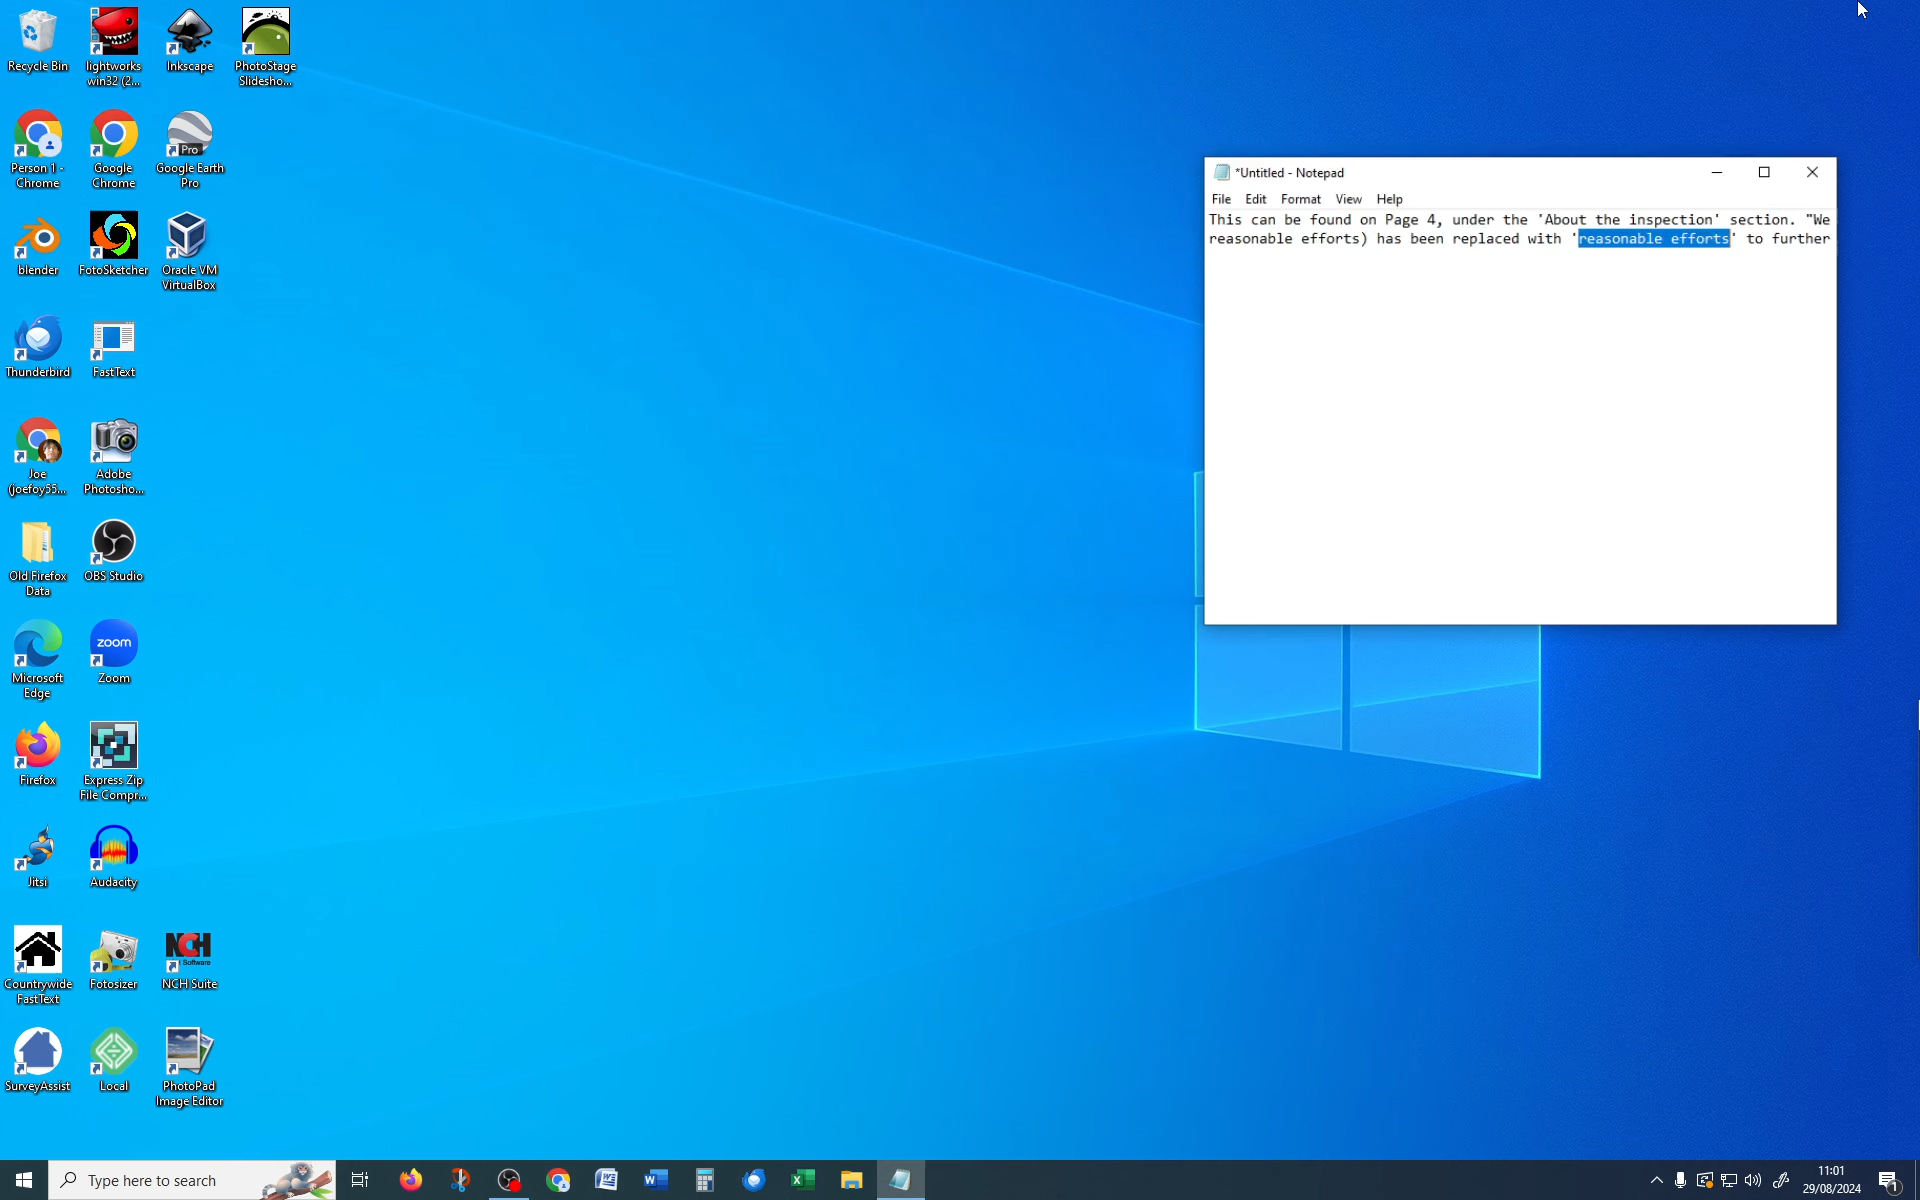 Recycle Bin
lightworks
win32 (2...
Inkscape
PhotoStage
Slidesho...
Person 1 -
Chrome
Google
Chrome
Pro
Google Earth
Pro
blender
FotoSketcher
Oracle VM
VirtualBox
Thunderbird
FastText
Joe
(joefoy55...
Adobe
Photosho...
Old Firefox
Data
OBS Studio
Microsoft
Edge
zoom
Zoom
Firefox
Express Zip
File Compr...
Jitsi
Audacity
Countrywide
FastText
Fotosizer
NCH
Software
NCH Suite
SurveyAssist
Local
PhotoPad
Image Editor
*Untitled - Notepad
File Edit Format View Help
This can be found on Page 4, under the 'About the inspection' section. "We
reasonable efforts) has been replaced with 'reasonable efforts' to further
Type here to search
11:01
29/08/2024
1